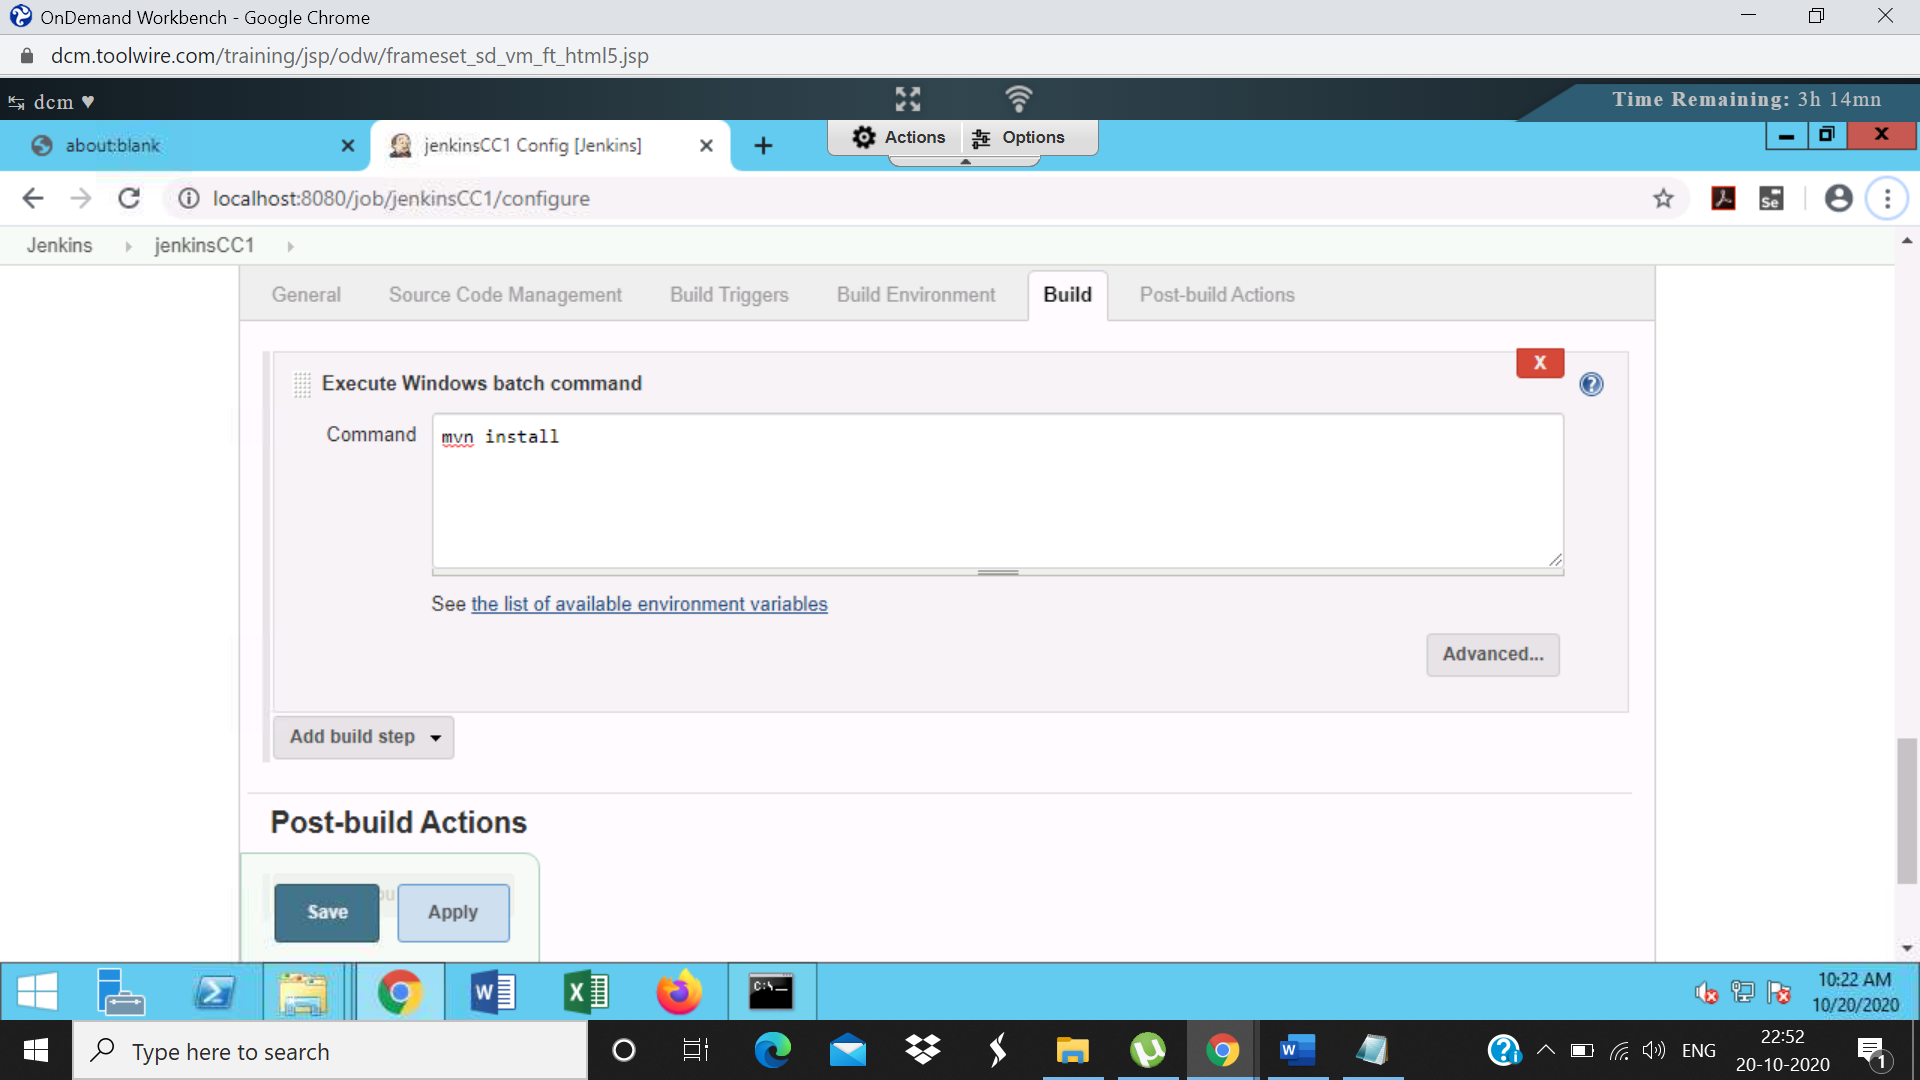 OnDemand Workbench - Google Chrome
dcm.toolwire.com/training/jsp/odw/frameset_sd_vm_ft_html5.jsp
dcm ♥
Time Remaining: 3h 14mn
about:blank
jenkinsCC1 Config [Jenkins]
Actions
Options
localhost:8080/job/jenkinsCC1/configure
Se
Jenkins
jenkinsCC1
General
Source Code Management
Build Triggers
Build Environment
Build
Post-build Actions
X
Execute Windows batch command
Command
mvn install
See the list of available environment variables
Advanced...
Add build step
Post-build Actions
Save
Apply
10:22 AM
10/20/2020
Type here to search
ENG
22:52
20-10-2020
1